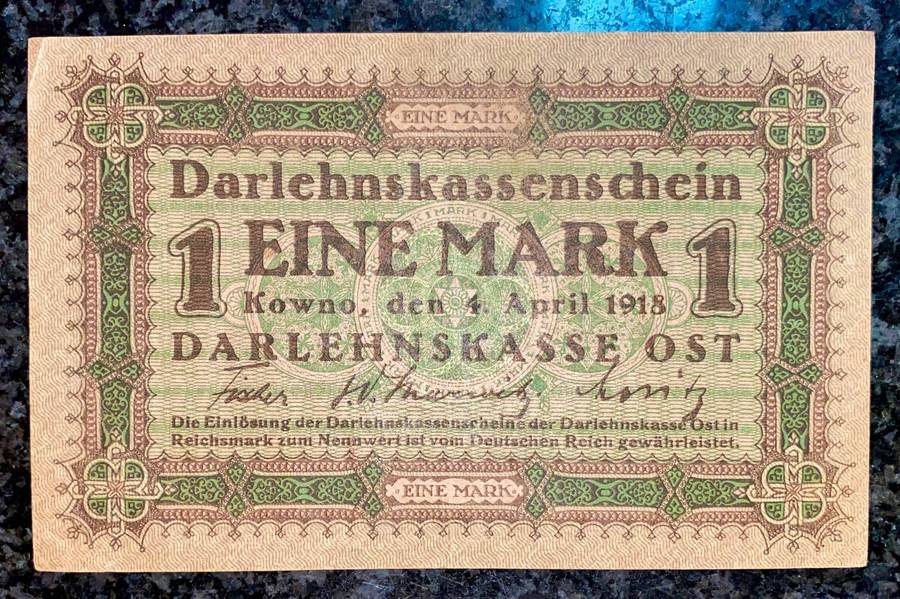 EINE MARK
Darlehnskassenschein
1 EINE MARK 1
Kowno, den 4. April 1918
DARLEHNSKASSE OST
Fischer
Die Einlösung der Darlehnskassenscheine der Darlehnskasse Ost in
Reichsmark zum Nennwert ist vom Deutschen Reich gewährleistet.
EINE MARK